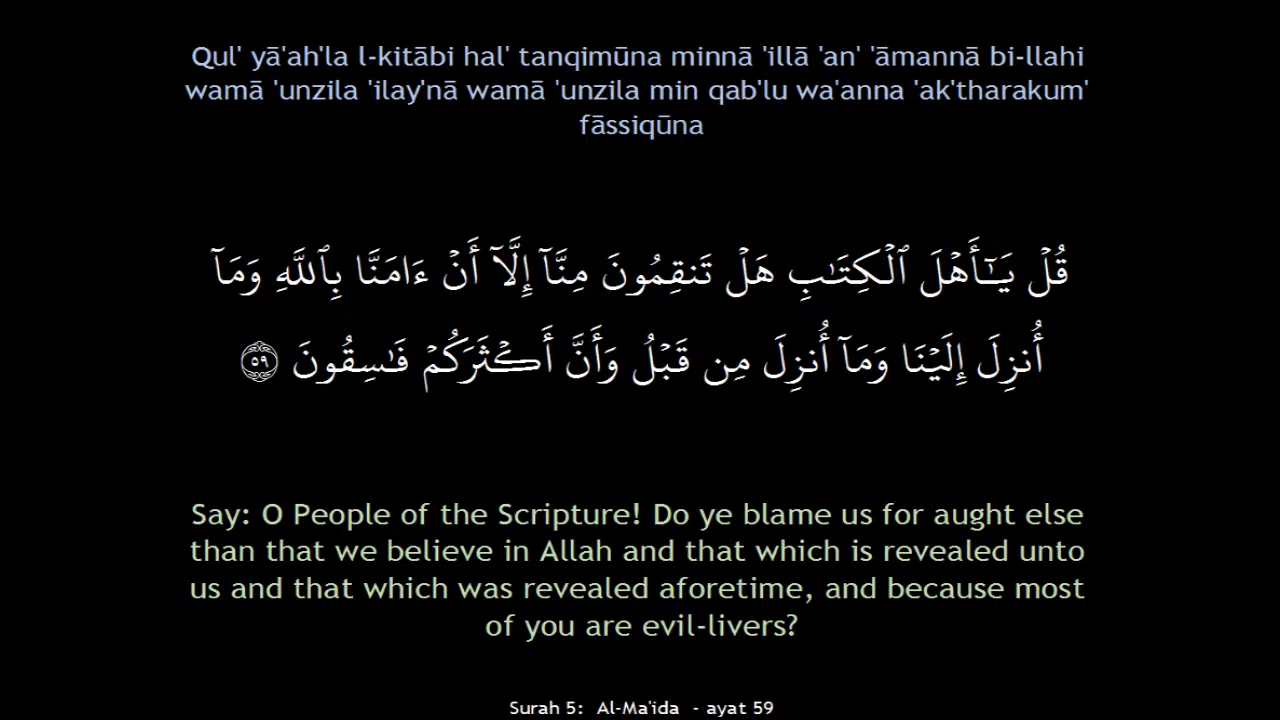 Qul' yā'ah'la l-kitābi hal' tanqimūna minnā 'illā 'an' 'āmannā bi-llahi
wamā 'unzila 'ilay'nā wamā 'unzila min qab'lu wa'anna 'ak'tharakum'
fāssiqūna
قُلۡ يَـٰٓأَهۡلَ ٱلۡكِتَـٰبِ هَلۡ تَنقِمُونَ مِنَّآ إِلَّآ أَنۡ ءَامَنَّا بِٱللَّهِ وَمَآ
أُنزِلَ إِلَيۡنَا وَمَآ أُنزِلَ مِن قَبۡلُ وَأَنَّ أَكۡثَرَكُمۡ فَـٰسِقُونَ ٥٩
Say: O People of the Scripture! Do ye blame us for aught else
than that we believe in Allah and that which is revealed unto
us and that which was revealed aforetime, and because most
of you are evil-livers?
Surah 5: Al-Ma'ida - ayat 59